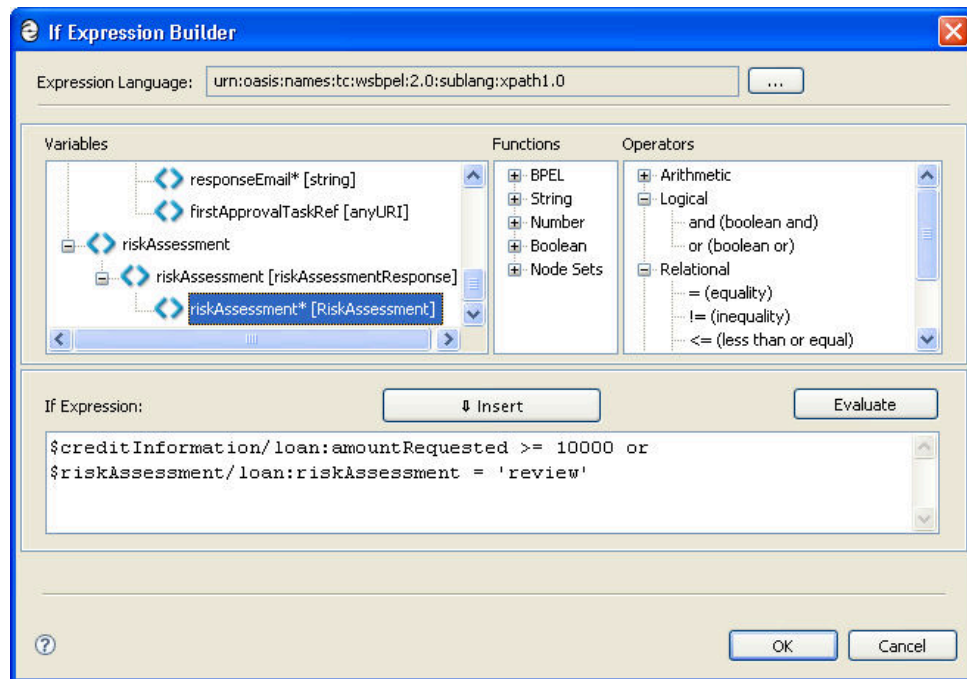 If Expression Builder
Expression Language: urn:oasis:names:tc:wsbpel:2.0:sublang:xpath1.0 ...
Variables Functions Operators
responseEmail* [string]
firstApprovalTaskRef [anyURI]
riskAssessment
riskAssessment [riskAssessmentResponse]
riskAssessment* [RiskAssessment]
BPEL
String
Number
Boolean
Node Sets
Arithmetic
Logical
and (boolean and)
or (boolean or)
Relational
= (equality)
!= (inequality)
<= (less than or equal)
If Expression: ⇩ Insert Evaluate
$creditInformation/loan:amountRequested >= 10000 or
$riskAssessment/loan:riskAssessment = 'review'
? OK Cancel